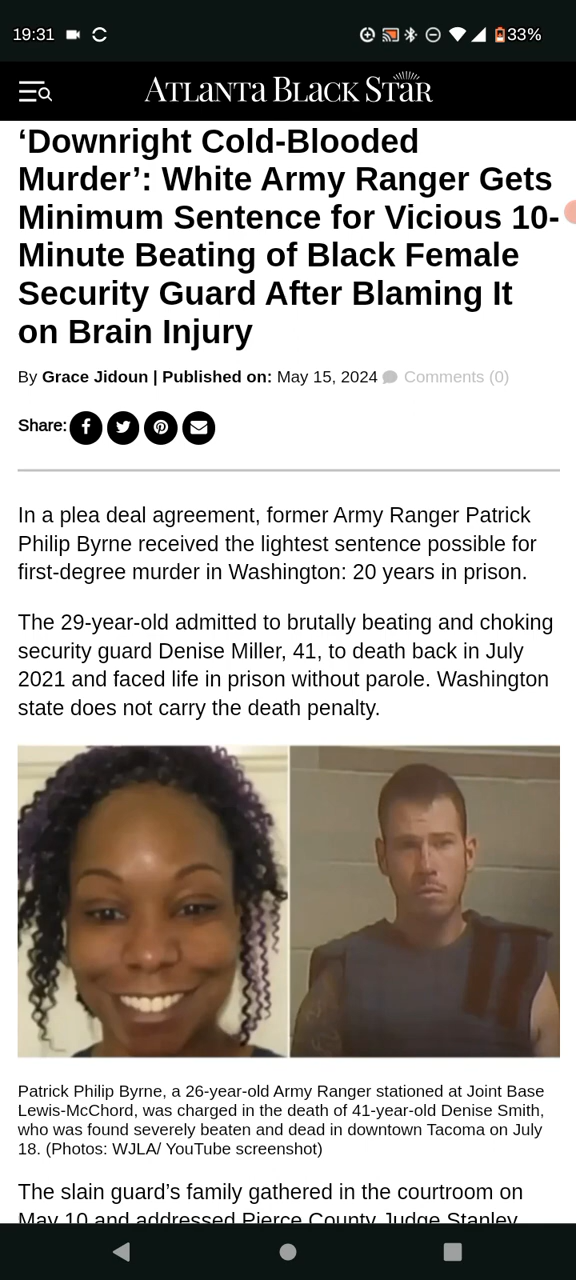 19:31
33%
ATLANTA BLACK STAR
‘Downright Cold-Blooded
Murder’: White Army Ranger Gets
Minimum Sentence for Vicious 10-
Minute Beating of Black Female
Security Guard After Blaming It
on Brain Injury
By Grace Jidoun | Published on: May 15, 2024 Comments (0)
Share:
In a plea deal agreement, former Army Ranger Patrick
Philip Byrne received the lightest sentence possible for
first-degree murder in Washington: 20 years in prison.
The 29-year-old admitted to brutally beating and choking
security guard Denise Miller, 41, to death back in July
2021 and faced life in prison without parole. Washington
state does not carry the death penalty.
Patrick Philip Byrne, a 26-year-old Army Ranger stationed at Joint Base
Lewis-McChord, was charged in the death of 41-year-old Denise Smith,
who was found severely beaten and dead in downtown Tacoma on July
18. (Photos: WJLA/ YouTube screenshot)
The slain guard’s family gathered in the courtroom on
May 10 and addressed Pierce County Judge Stanley